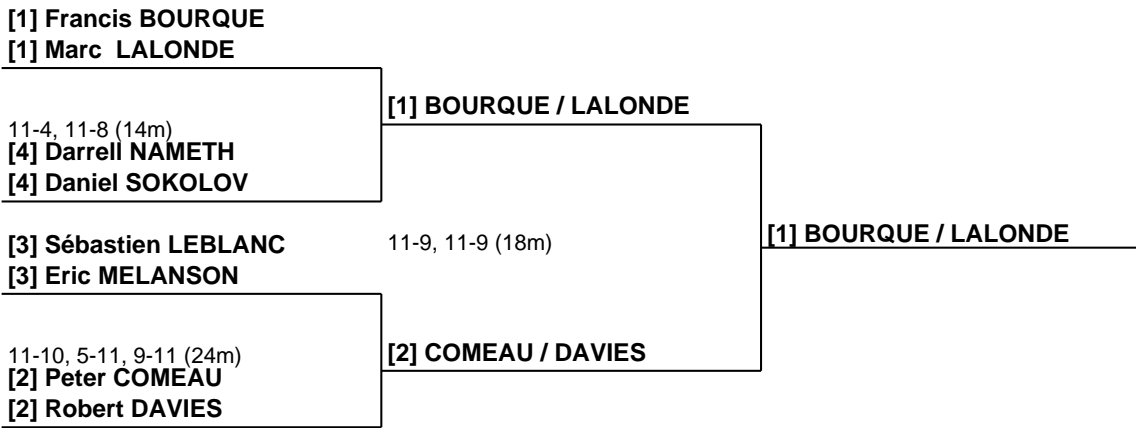 [1] Francis BOURQUE
[1] Marc  LALONDE
[1] BOURQUE / LALONDE
11-4, 11-8 (14m)
[4] Darrell NAMETH
[4] Daniel SOKOLOV
[1] BOURQUE / LALONDE
[3] Sébastien LEBLANC
11-9, 11-9 (18m)
[3] Eric MELANSON
[2] COMEAU / DAVIES
11-10, 5-11, 9-11 (24m)
[2] Peter COMEAU
[2] Robert DAVIES